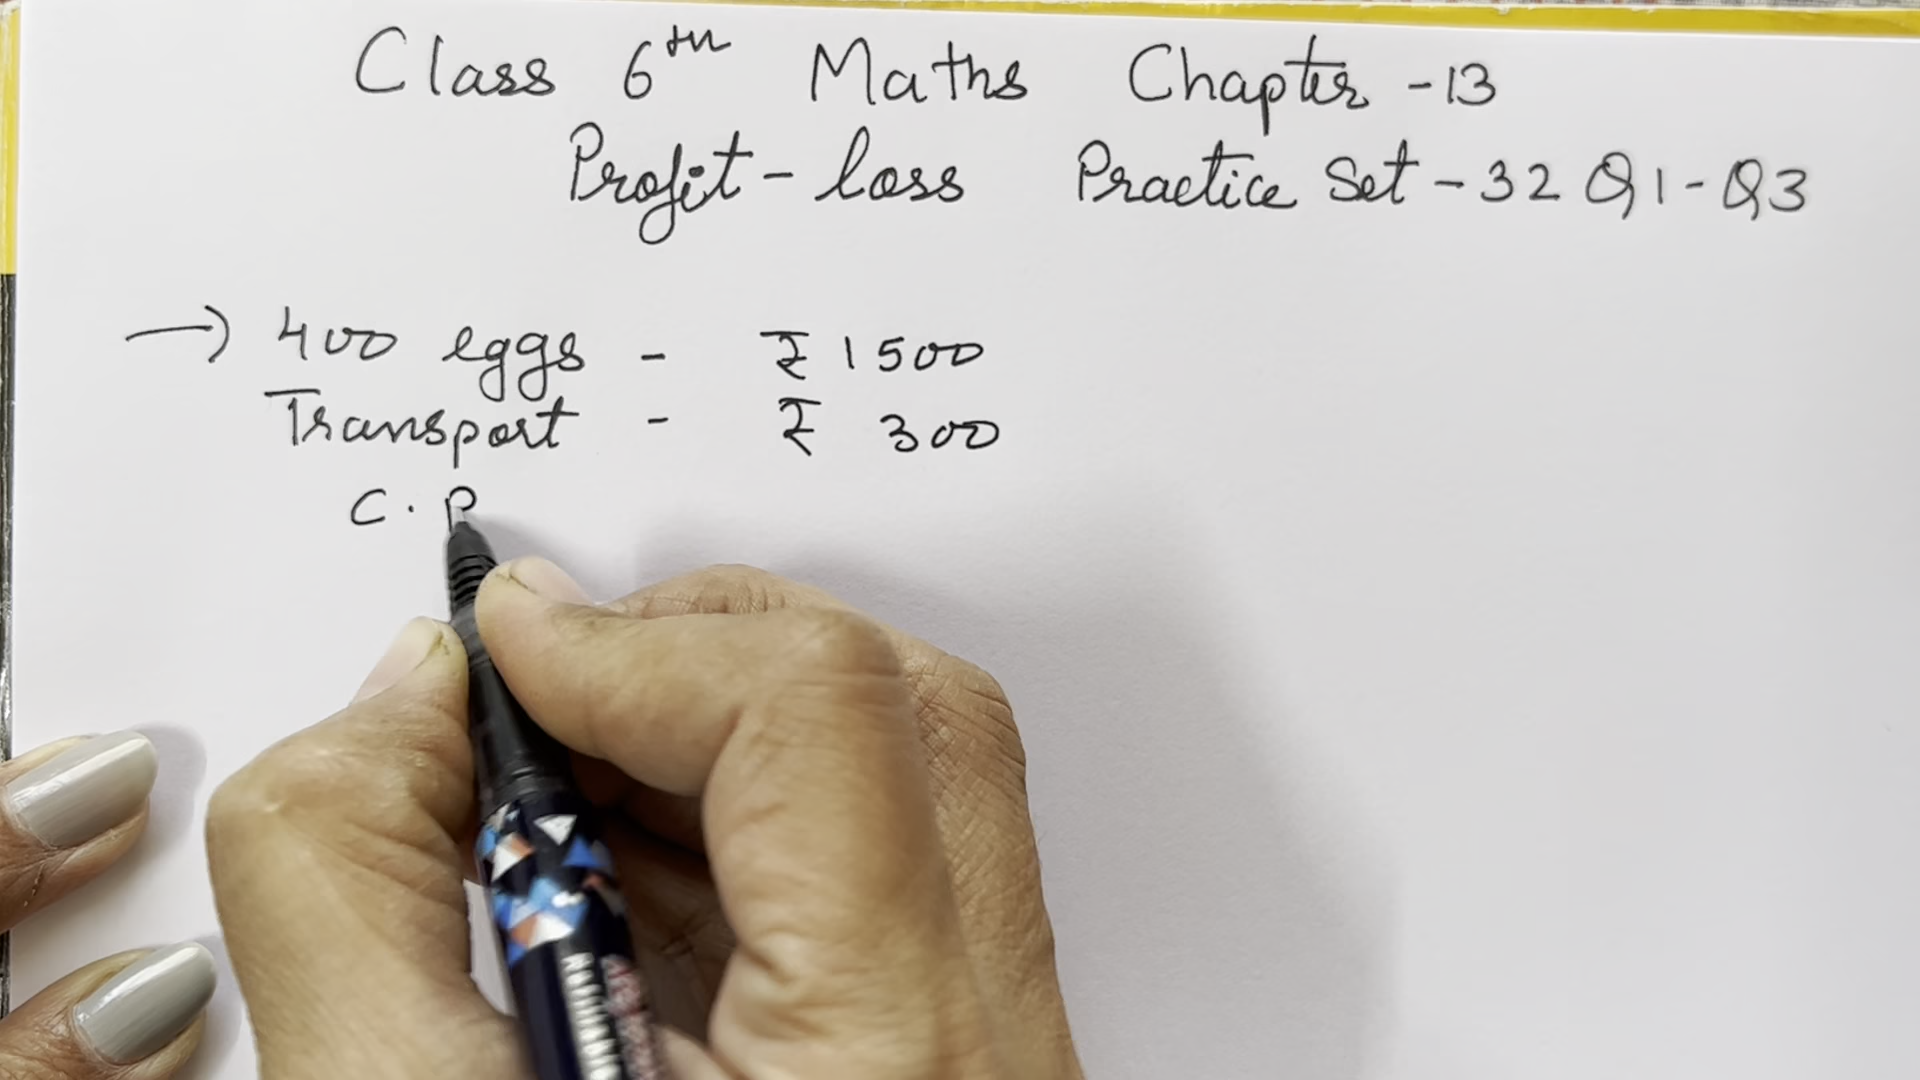 Class 6th Maths Chapter - 13
Profit - loss Practice Set - 32 Q1 - Q3
→ 400 eggs - ₹ 1500
Transport - ₹ 300
C. P